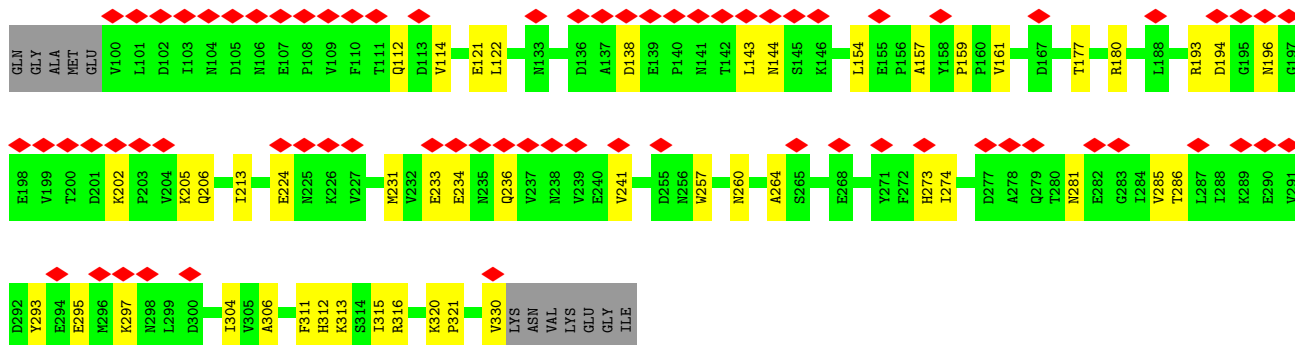 GLN GLY ALA MET GLU V100 L101 D102 I103 N104 D105 N106 E107 P108 V109 F110 T111 Q112 D113 V114 E121 L122 N133 D136 A137 D138 E139 P140 N141 T142 L143 N144 S145 K146 L154 E155 P156 A157 Y158 P159 P160 V161 D167 T177 R180 L188 R193 D194 G195 N196 G197
E198 V199 T200 D201 K202 P203 V204 K205 Q206 I213 E224 N225 K226 V227 M231 V232 E233 E234 N235 Q236 V237 N238 V239 E240 V241 D255 N256 W257 N260 A264 S265 E268 Y271 F272 H273 I274 D277 A278 Q279 T280 N281 E282 G283 I284 V285 T286 L287 I288 K289 E290 V291
D292 Y293 E294 E295 M296 K297 N298 L299 D300 I304 V305 A306 F311 H312 K313 S314 I315 R316 K320 P321 V330 LYS ASN VAL LYS GLU GLY ILE